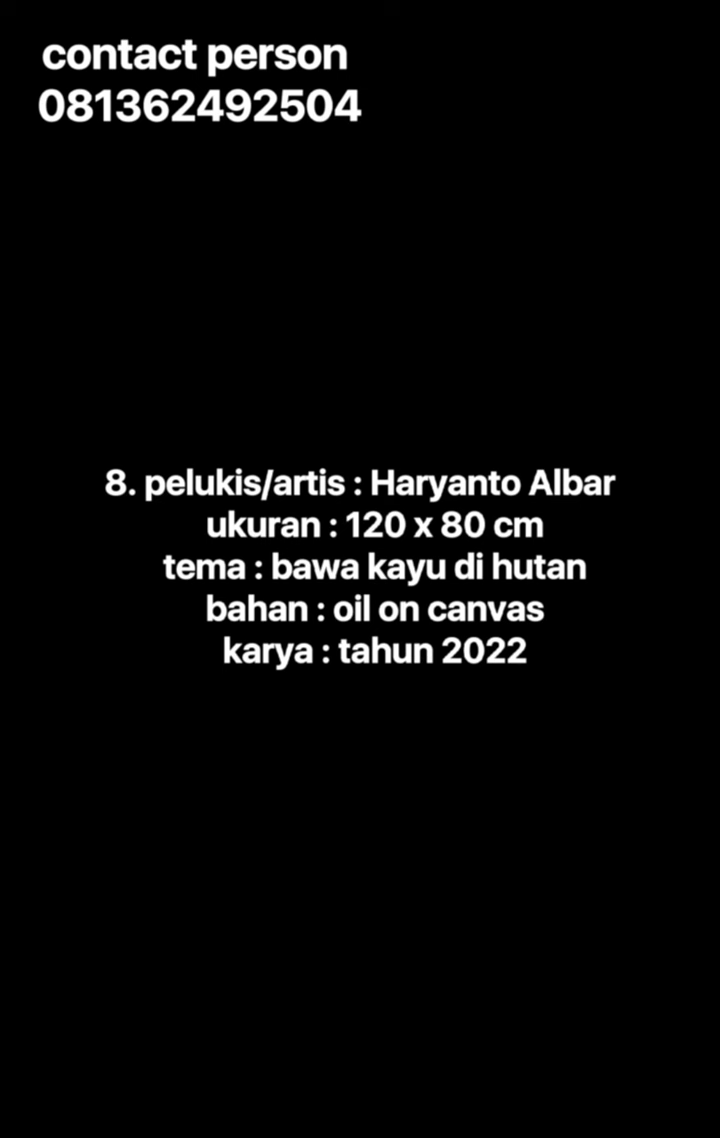 contact person
081362492504
8. pelukis/artis : Haryanto Albar
ukuran : 120 x 80 cm
tema : bawa kayu di hutan
bahan : oil on canvas
karya : tahun 2022